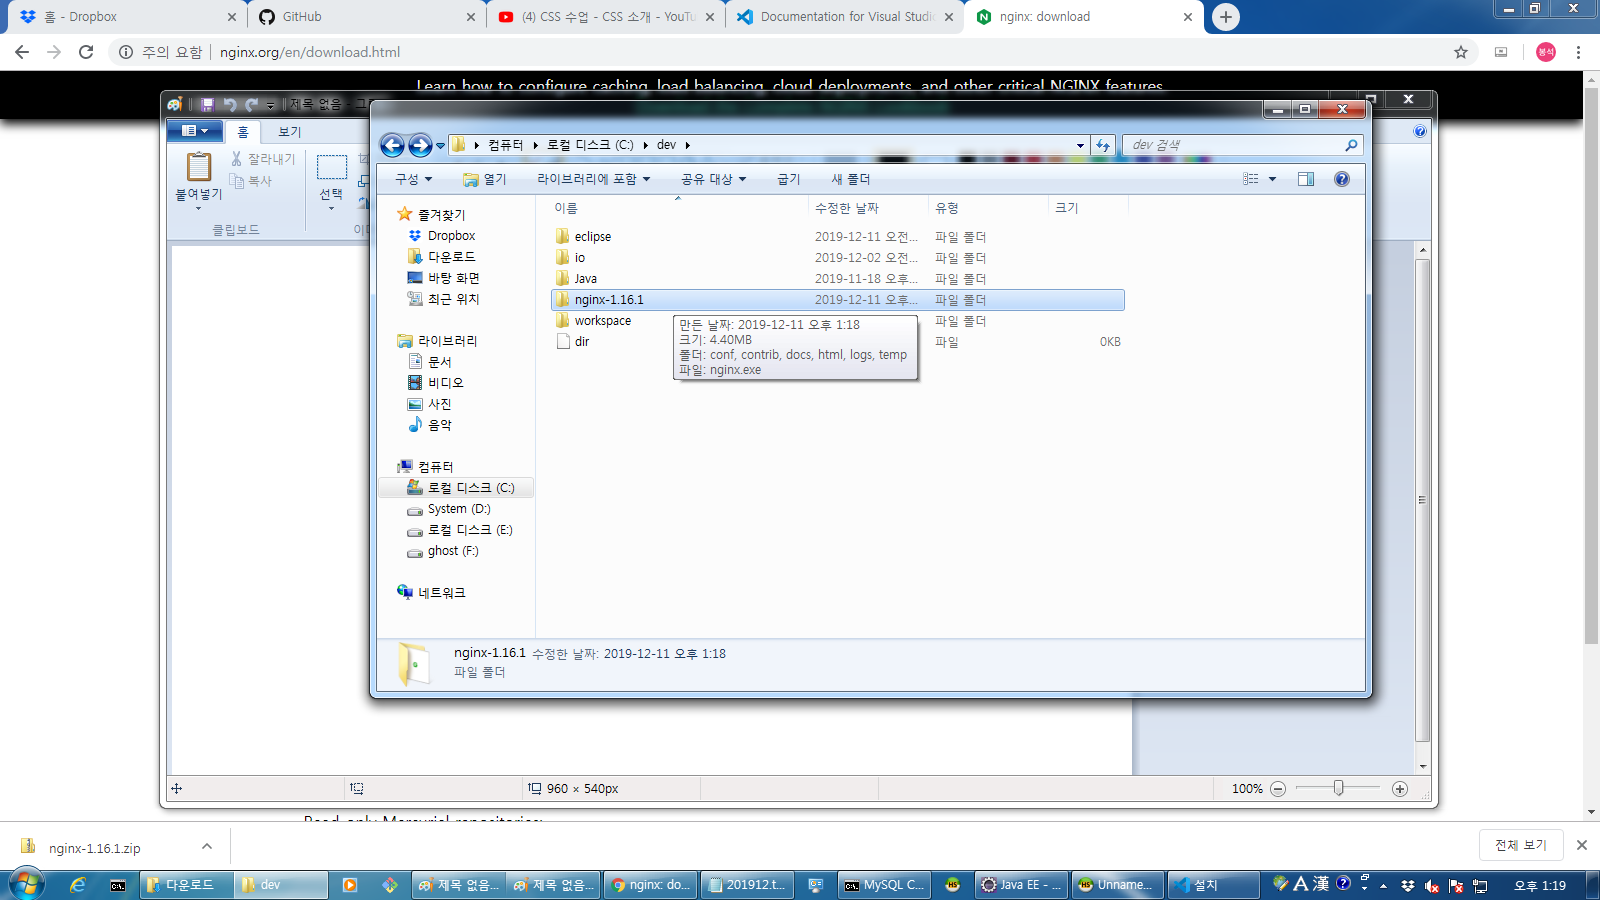 홈 - Dropbox
GitHub
(4) CSS 수업 - CSS 소개 - YouTu
Documentation for Visual Studio
nginx: download
주의 요함
nginx.org/en/download.html
봉석
Learn how to configure caching, load balancing, cloud deployments, and other critical NGINX features.
제목 없음 - 그
홈
보기
붙여넣기
잘라내기
복사
선택
클립보드
컴퓨터
로컬 디스크 (C:)
dev
dev 검색
구성
열기
라이브러리에 포함
공유 대상
굽기
새 폴더
즐겨찾기
Dropbox
다운로드
바탕 화면
최근 위치
라이브러리
문서
비디오
사진
음악
컴퓨터
로컬 디스크 (C:)
System (D:)
로컬 디스크 (E:)
ghost (F:)
네트워크
이름 수정한 날짜 유형 크기
eclipse 2019-12-11 오전... 파일 폴더
io 2019-12-02 오전... 파일 폴더
Java 2019-11-18 오후... 파일 폴더
nginx-1.16.1 2019-12-11 오후... 파일 폴더
workspace 파일 폴더
dir 파일 0KB
만든 날짜: 2019-12-11 오후 1:18
크기: 4.40MB
폴더: conf, contrib, docs, html, logs, temp
파일: nginx.exe
nginx-1.16.1 수정한 날짜: 2019-12-11 오후 1:18
파일 폴더
960 × 540px
100%
nginx-1.16.1.zip
전체 보기
다운로드
dev
제목 없음...
제목 없음...
nginx: do...
201912.t...
MySQL C...
Java EE - ...
Unname...
설치
A 漢
오후 1:19